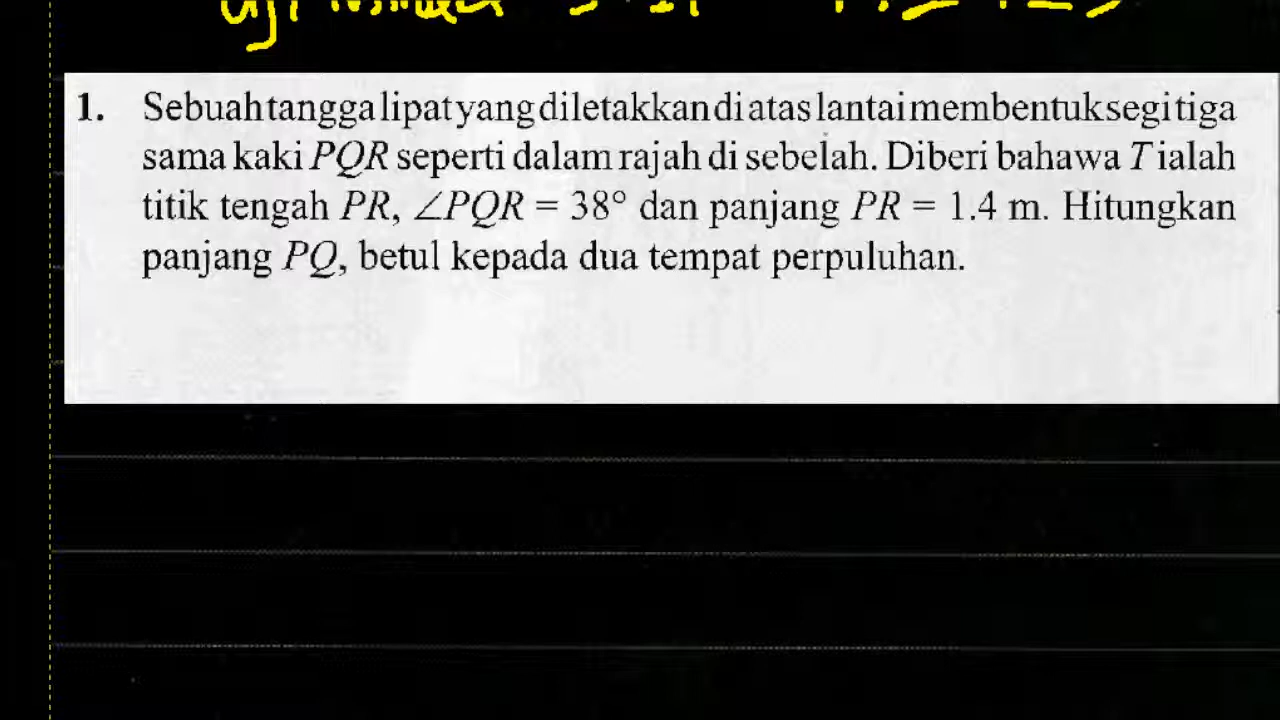 1. Sebuah tangga lipat yang diletakkan di atas lantai membentuk segi tiga
sama kaki PQR seperti dalam rajah di sebelah. Diberi bahawa T ialah
titik tengah PR, ∠PQR = 38° dan panjang PR = 1.4 m. Hitungkan
panjang PQ, betul kepada dua tempat perpuluhan.